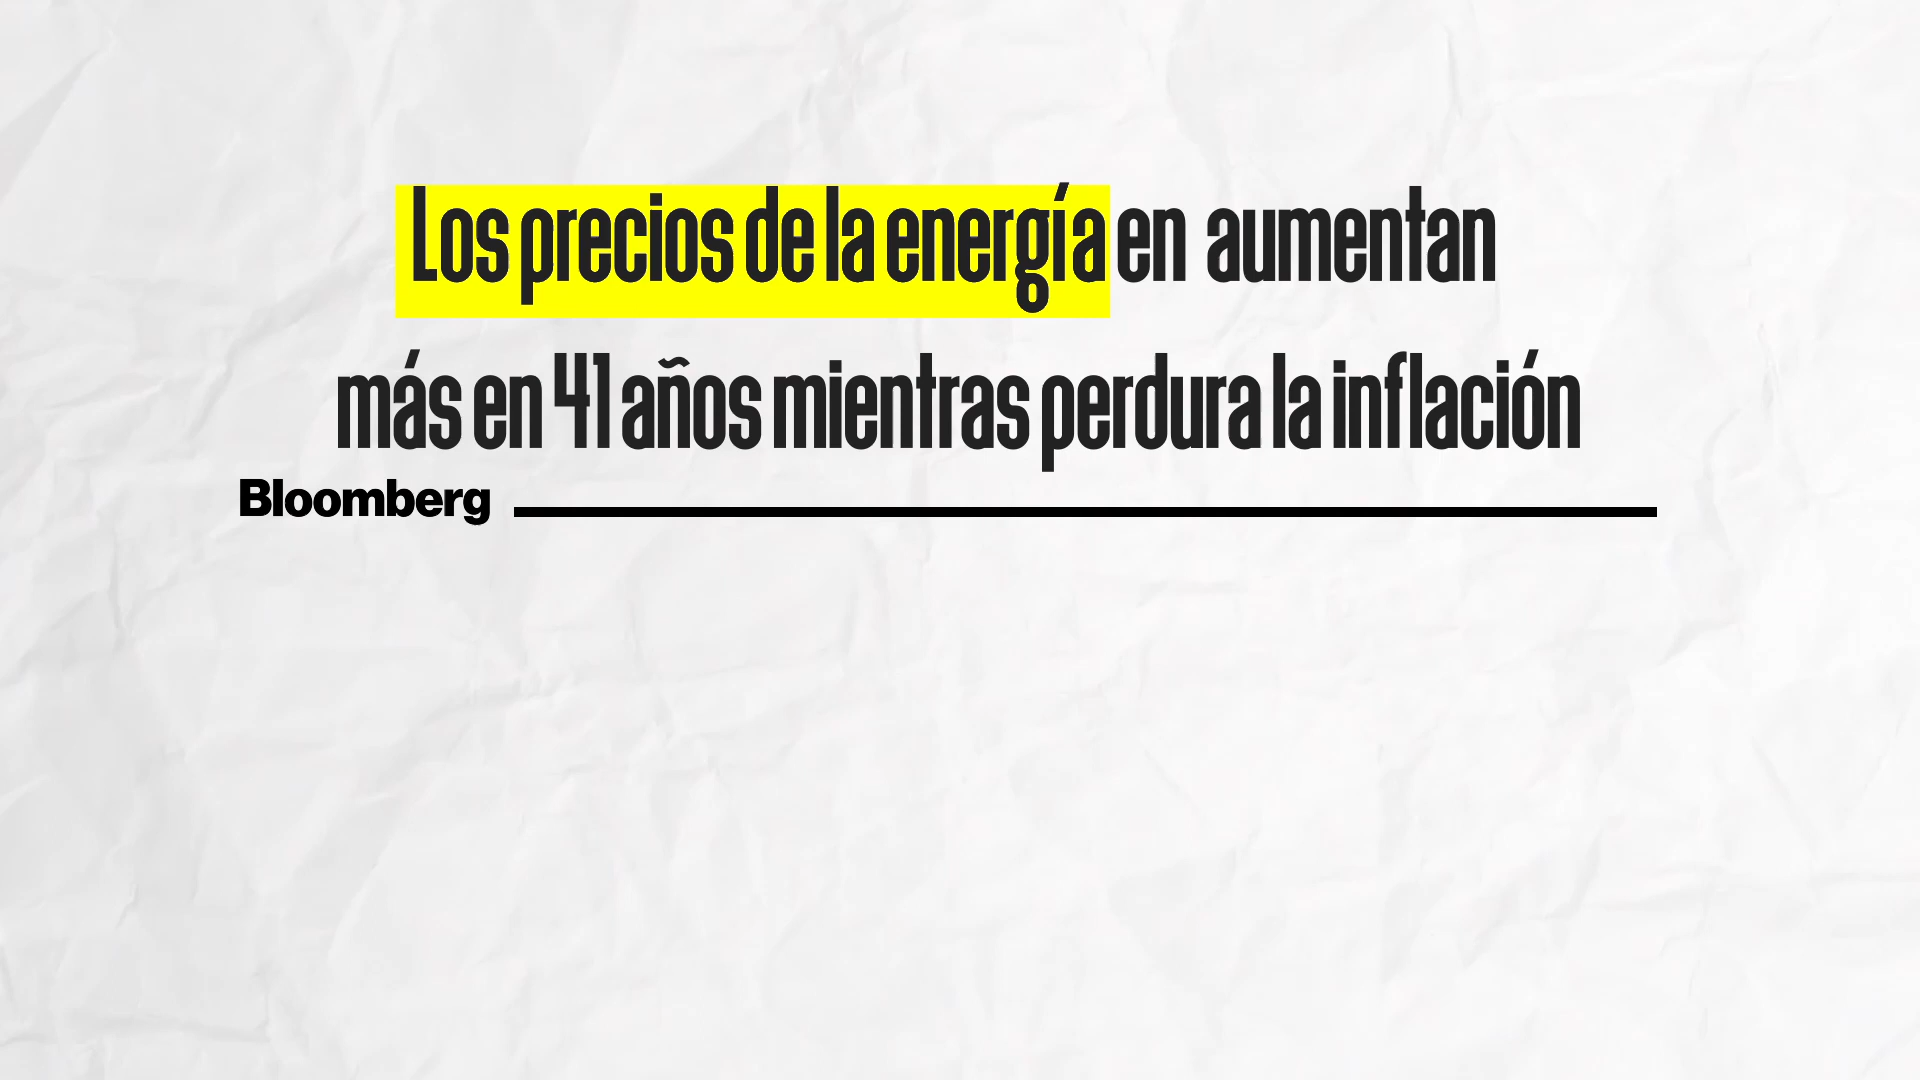 Los precios de la energía en aumentan
más en 41 años mientras perdura la inflación
Bloomberg